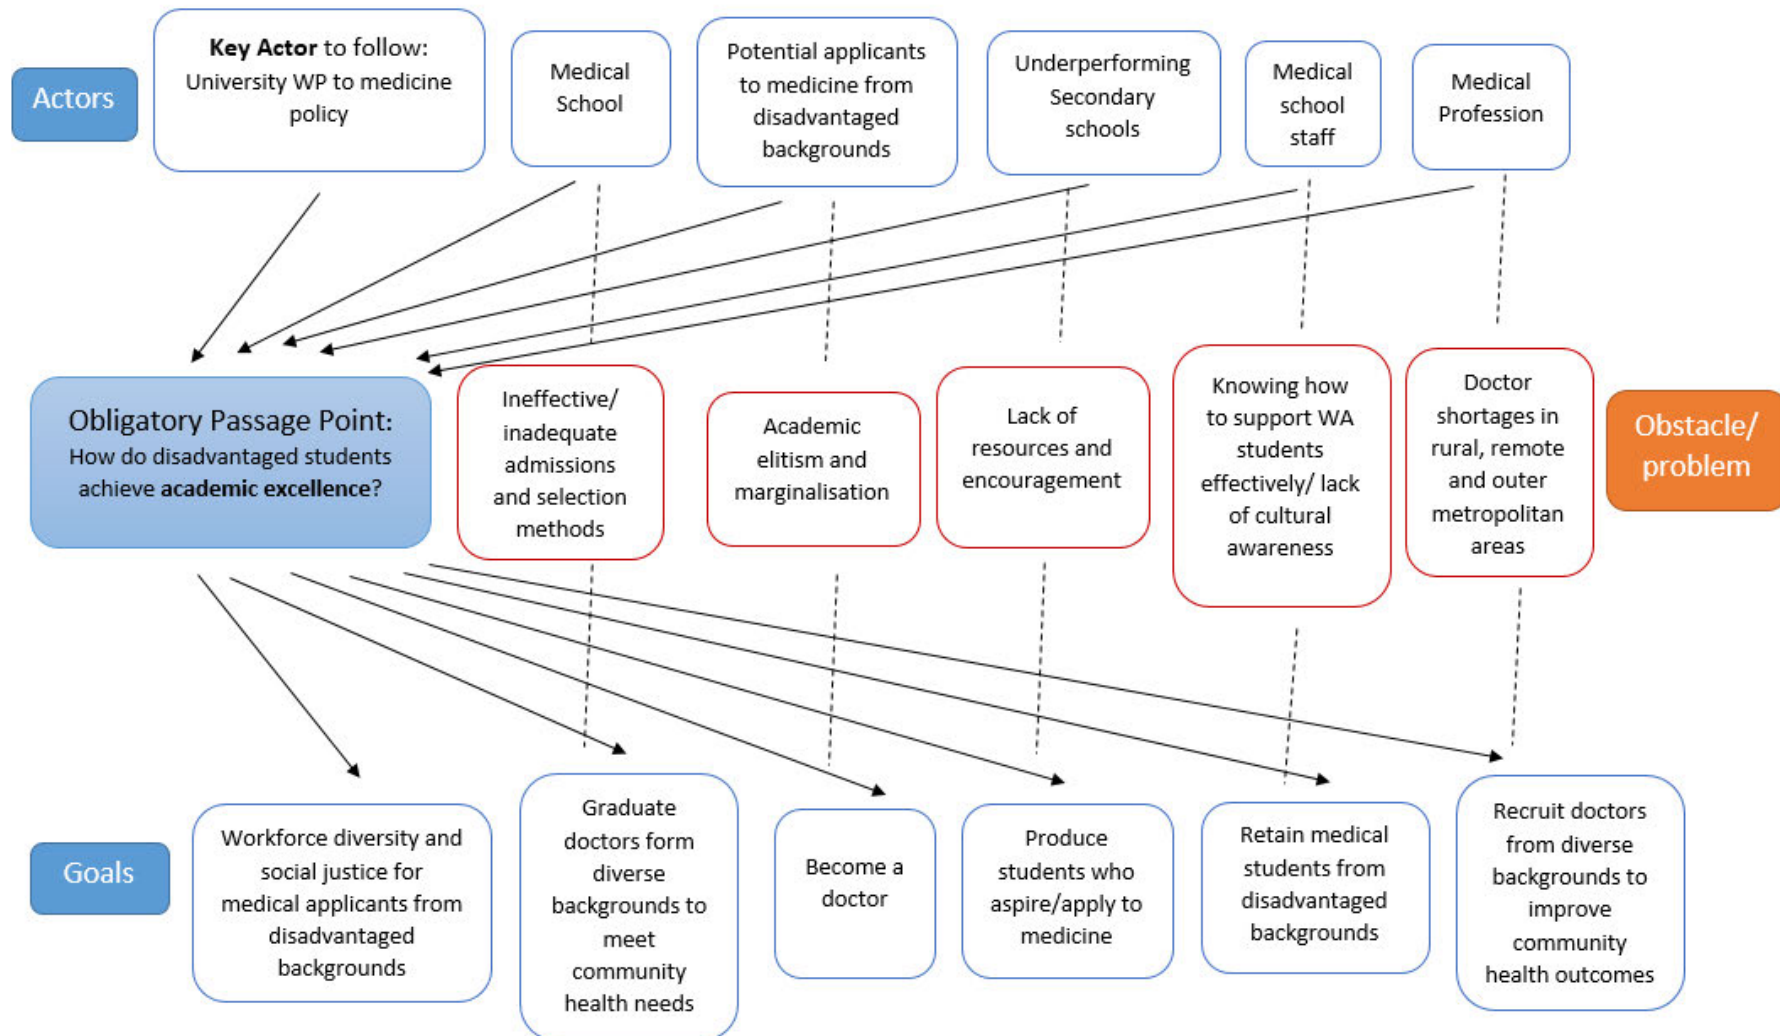 Actors
Key Actor to follow:
University WP to medicine
policy
Medical
School
Potential applicants
to medicine from
disadvantaged
backgrounds
Underperforming
Secondary
schools
Medical
school
staff
Medical
Profession
Obligatory Passage Point:
How do disadvantaged students
achieve academic excellence?
Ineffective/
inadequate
admissions
and selection
methods
Academic
elitism and
marginalisation
Lack of
resources and
encouragement
Knowing how
to support WA
students
effectively/ lack
of cultural
awareness
Doctor
shortages in
rural, remote
and outer
metropolitan
areas
Obstacle/
problem
Goals
Workforce diversity and
social justice for
medical applicants from
disadvantaged
backgrounds
Graduate
doctors form
diverse
backgrounds to
meet
community
health needs
Become a
doctor
Produce
students who
aspire/apply to
medicine
Retain medical
students from
disadvantaged
backgrounds
Recruit doctors
from diverse
backgrounds to
improve
community
health outcomes